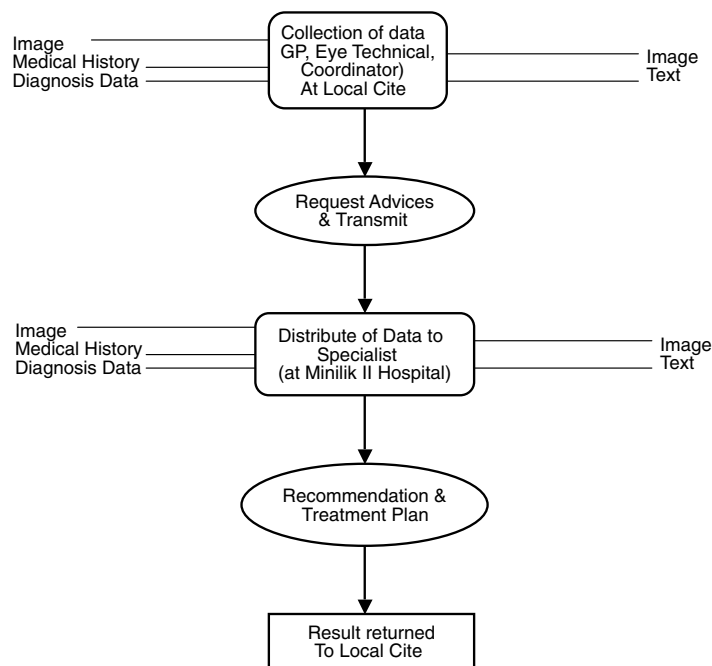 Image
Medical History
Diagnosis Data
Collection of data
GP, Eye Technical,
Coordinator)
At Local Cite
Image
Text
Request Advices
& Transmit
Image
Medical History
Diagnosis Data
Distribute of Data to
Specialist
(at Minilik II Hospital)
Image
Text
Recommendation &
Treatment Plan
Result returned
To Local Cite